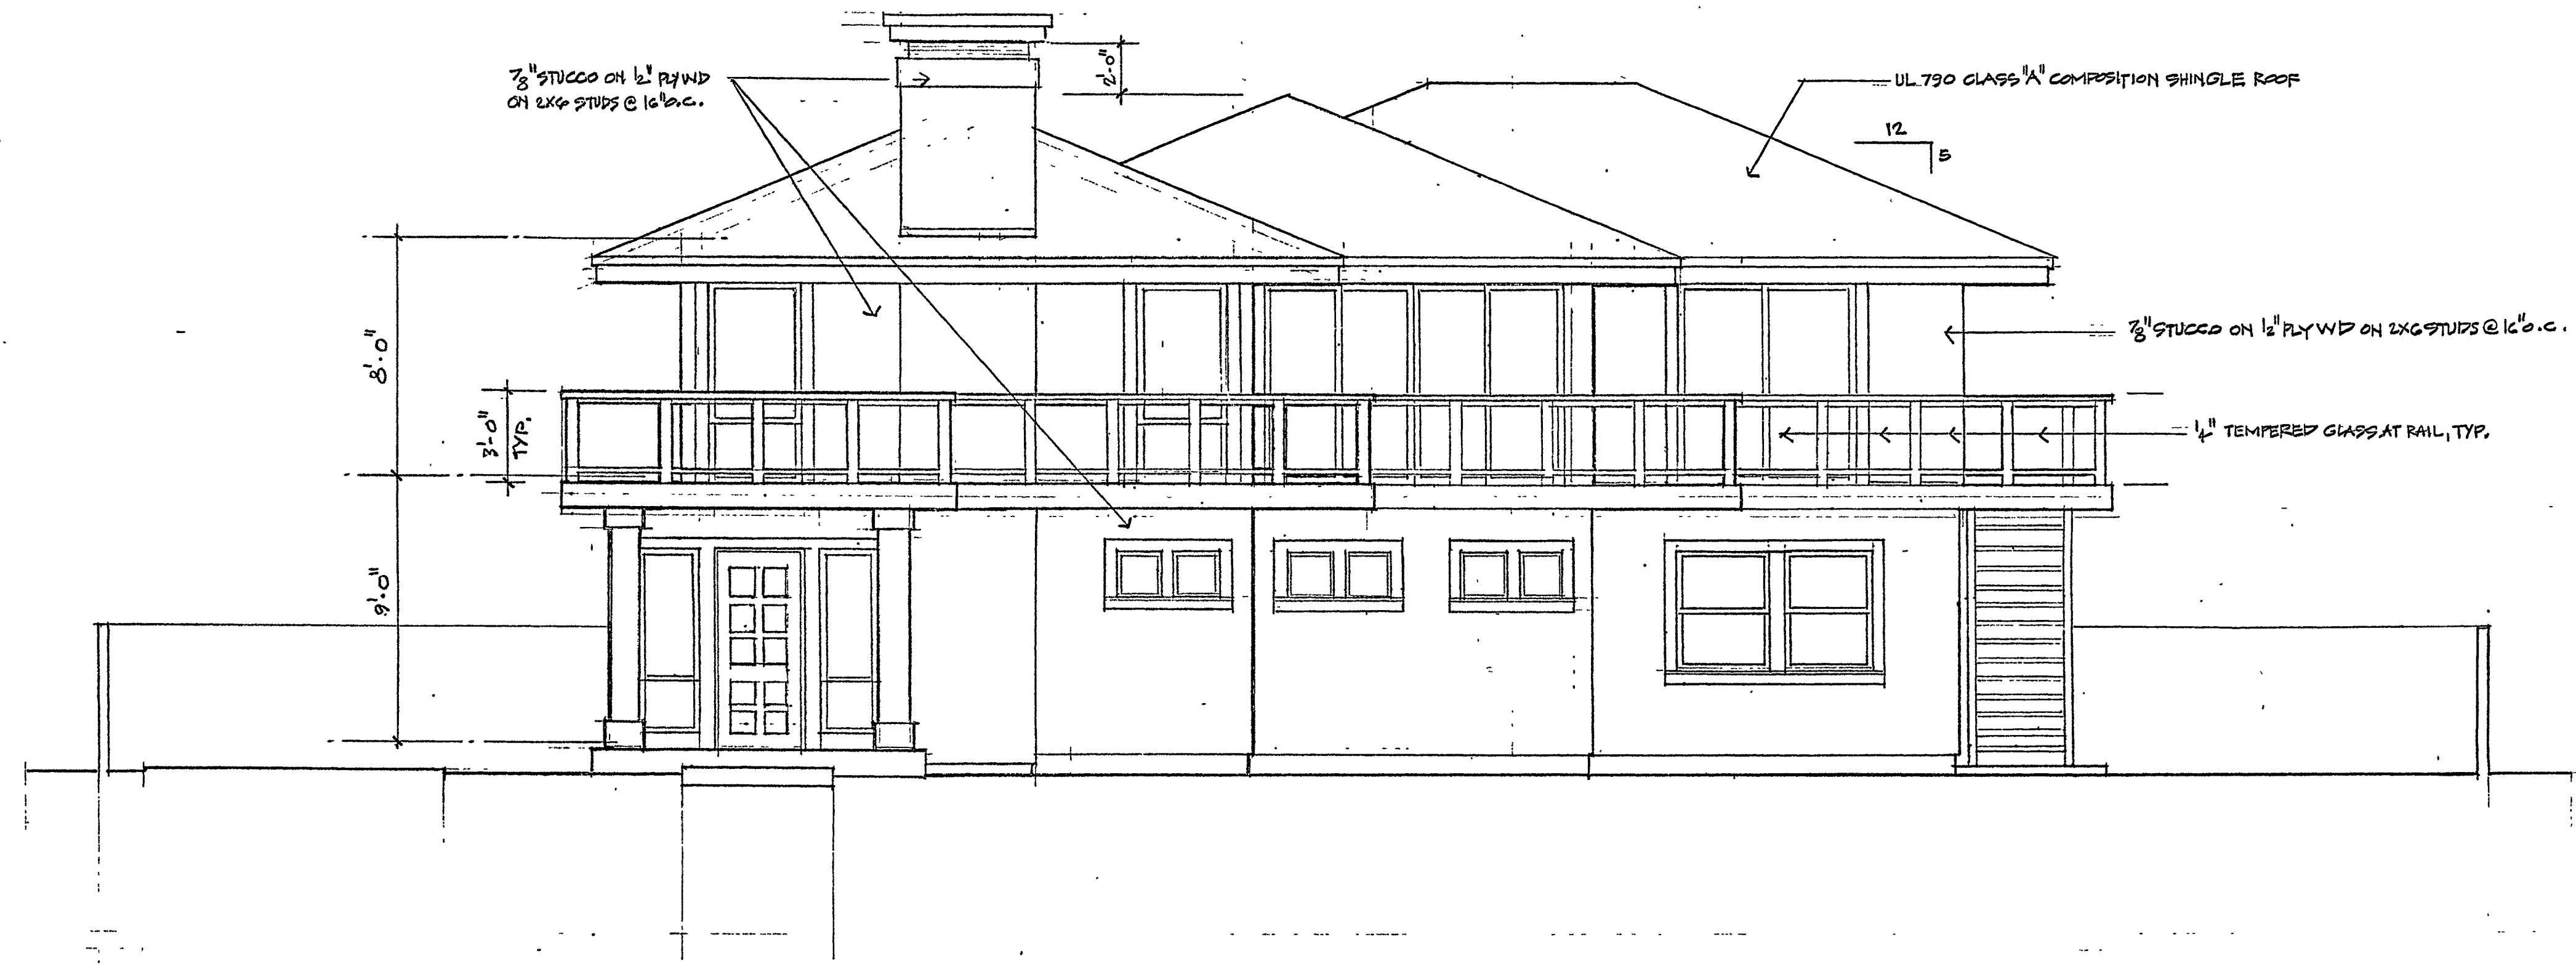 7/8" STUCCO ON 1/2" PLYWD
ON 2X6 STUDS @ 16" O.C.
2'-0"
UL 790 CLASS "A" COMPOSITION SHINGLE ROOF
12
5
8'-0"
7/8" STUCCO ON 1/2" PLYWD ON 2X6 STUDS @ 16" O.C.
3'-0"
TYP.
1/4" TEMPERED GLASS AT RAIL, TYP.
9'-0"